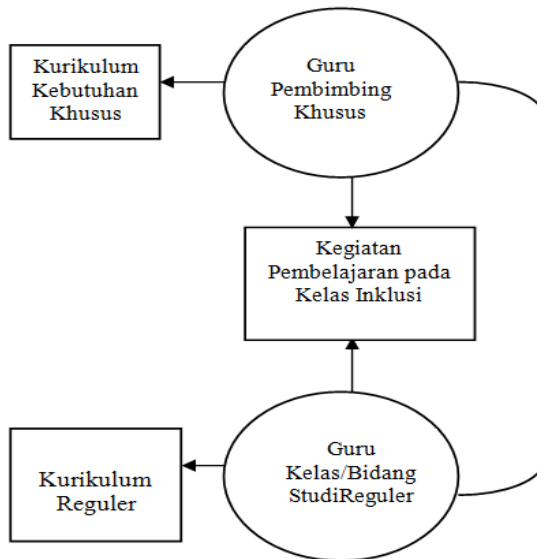 Kurikulum
Kebutuhan
Khusus
Guru
Pembimbing
Khusus
Kegiatan
Pembelajaran pada
Kelas Inklusi
Kurikulum
Reguler
Guru
Kelas/Bidang
StudiReguler